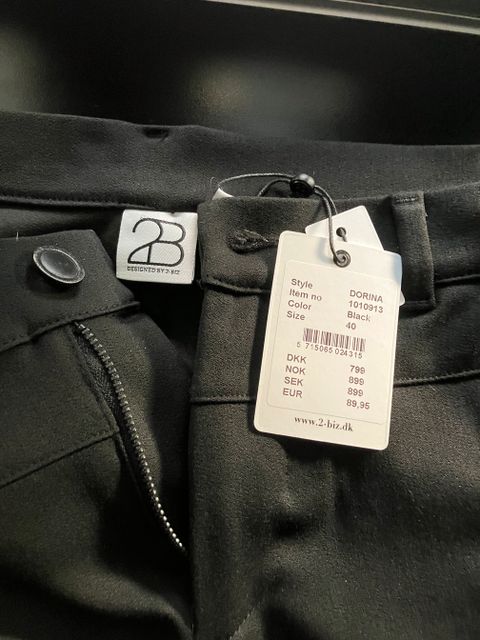 2B
DESIGNED BY 2-BIZ
Style DORINA
Item no 1010913
Color Black
Size 40
5 715065 024315
DKK 799
NOK 899
SEK 899
EUR 89,95
www.2-biz.dk